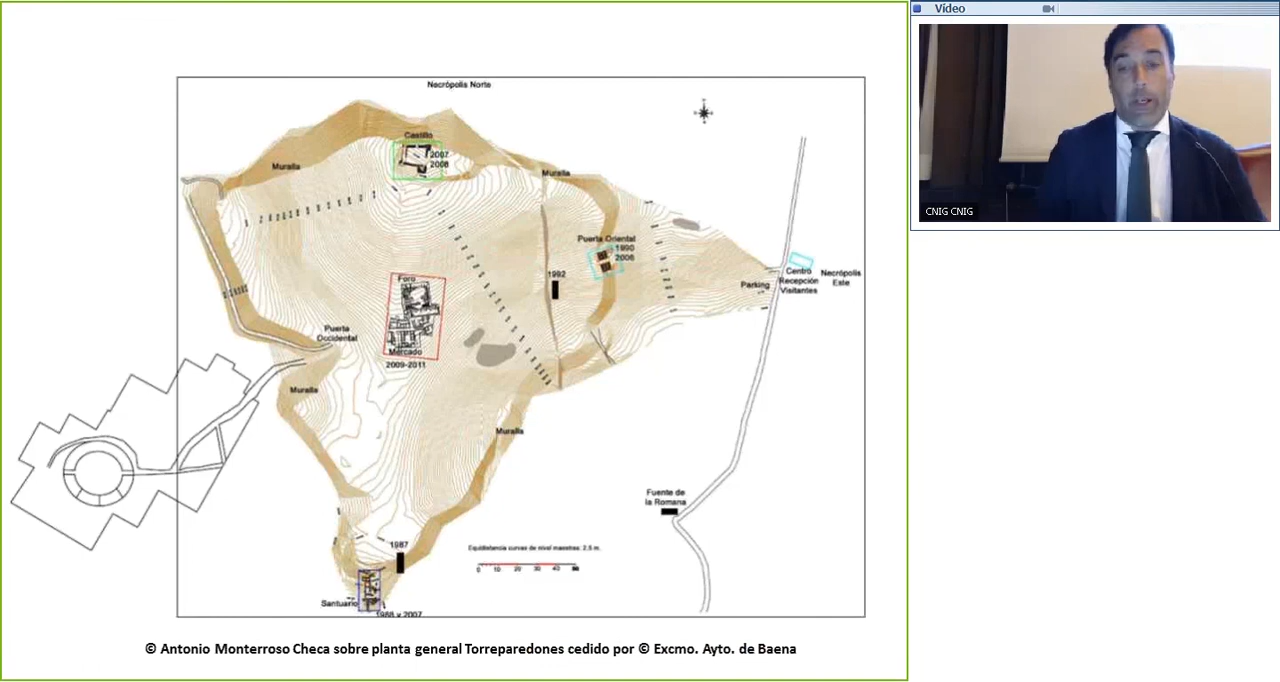 Vídeo
CNIG CNIG
Necrópolis Norte
Castillo
2007
2008
Muralla
Muralla
Puerta Oriental
1990
2006
1992
Centro
Recepción
Visitantes
Necrópolis
Este
Parking
Foro
Mercado
2009-2011
Puerta
Occidental
Muralla
Muralla
Fuente de
la Romana
1987
Equidistancia curvas de nivel maestras: 2,5 m.
0 10 20 30 40 50
Santuario
1988 y 2007
© Antonio Monterroso Checa sobre planta general Torreparedones cedido por © Excmo. Ayto. de Baena